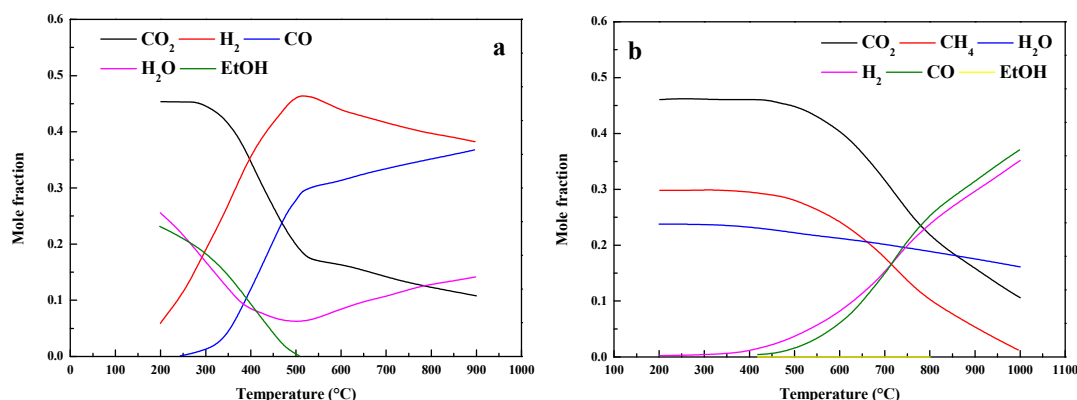 0.6
0.5
0.4
0.3
0.2
0.1
0.0
Mole fraction
CO₂ H₂ CO
H₂O EtOH
a
0 100 200 300 400 500 600 700 800 900 1000
Temperature (°C)
0.6
0.5
0.4
0.3
0.2
0.1
0.0
Mole fraction
b
CO₂ CH₄ H₂O
H₂ CO EtOH
100 200 300 400 500 600 700 800 900 1000 1100
Temperature (°C)